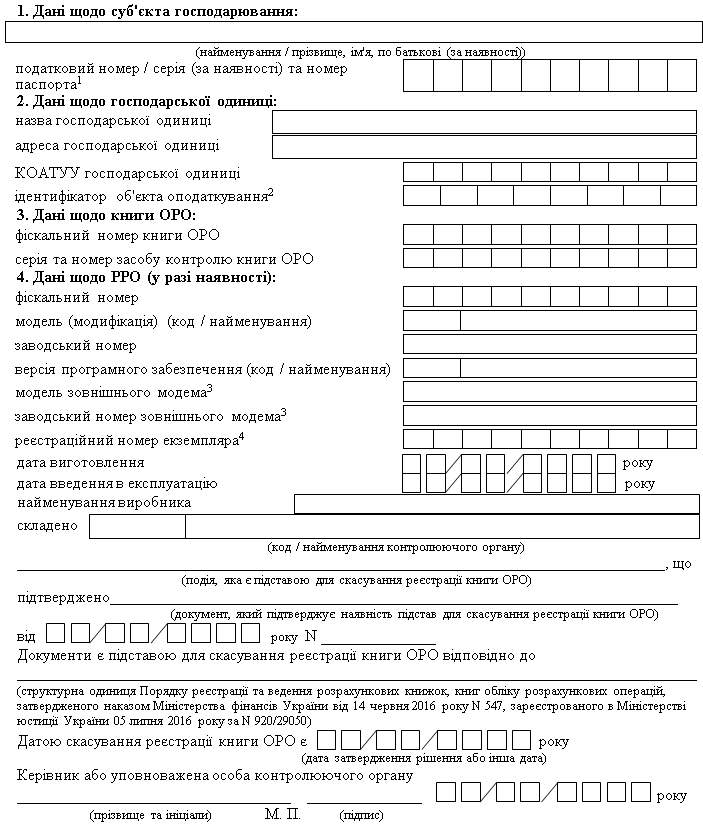 1. Дані щодо суб'єкта господарювання:
(найменування / прізвище, ім'я, по батькові (за наявності))
податковий номер / серія (за наявності) та номер
паспорта1
2. Дані щодо господарської одиниці:
назва господарської одиниці
адреса господарської одиниці
КОАТУУ господарської одиниці
ідентифікатор об'єкта оподаткування2
3. Дані щодо книги ОРО:
фіскальний номер книги ОРО
серія та номер засобу контролю книги ОРО
4. Дані щодо РРО (у разі наявності):
фіскальний номер
модель (модифікація) (код / найменування)
заводський номер
версія програмного забезпечення (код / найменування)
модель зовнішнього модема3
заводський номер зовнішнього модема3
реєстраційний номер екземпляра4
дата виготовлення / / року
дата введення в експлуатацію / / року
найменування виробника
складено
(код / найменування контролюючого органу)
, що
(подія, яка є підставою для скасування реєстрації книги ОРО)
підтверджено
(документ, який підтверджує наявність підстав для скасування реєстрації книги ОРО)
від / / року N
Документи є підставою для скасування реєстрації книги ОРО відповідно до
(структурна одиниця Порядку реєстрації та ведення розрахункових книжок, книг обліку розрахункових операцій,
затвердженого наказом Міністерства фінансів України від 14 червня 2016 року N 547, зареєстрованого в Міністерстві
юстиції України 05 липня 2016 року за N 920/29050)
Датою скасування реєстрації книги ОРО є / / року
(дата затвердження рішення або інша дата)
Керівник або уповноважена особа контролюючого органу
/ / року
(прізвище та ініціали) М. П. (підпис)